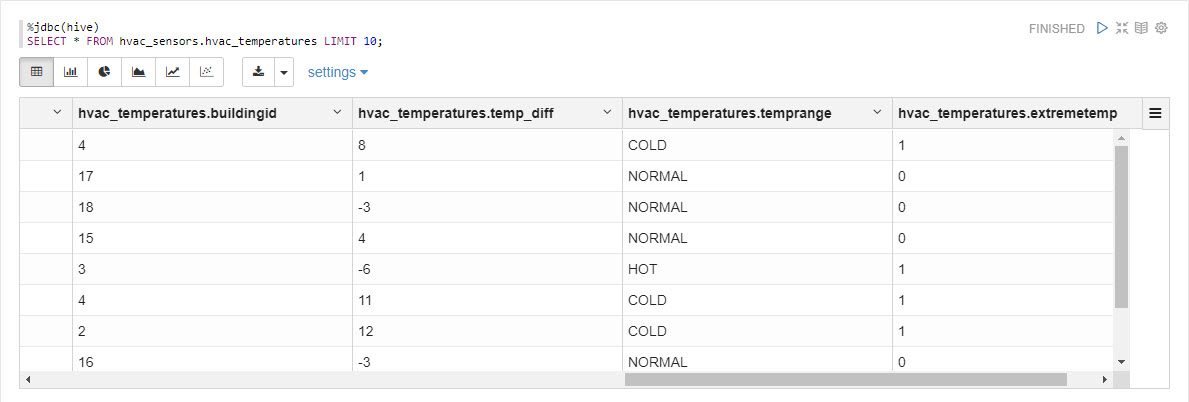 %jdbc(hive)
SELECT * FROM hvac_sensors.hvac_temperatures LIMIT 10;
FINISHED
settings
hvac_temperatures.buildingid hvac_temperatures.temp_diff hvac_temperatures.temprange hvac_temperatures.extremetemp
4 8 COLD 1
17 1 NORMAL 0
18 -3 NORMAL 0
15 4 NORMAL 0
3 -6 HOT 1
4 11 COLD 1
2 12 COLD 1
16 -3 NORMAL 0